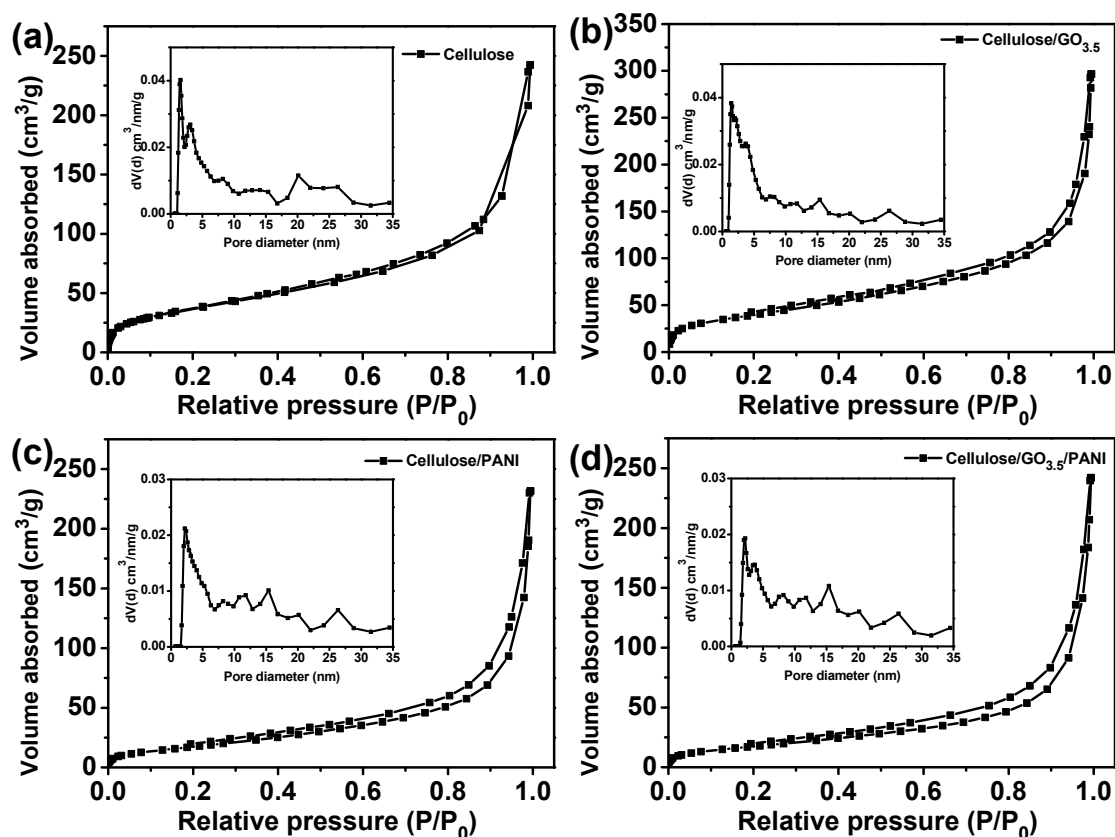 (a)
Cellulose
Volume absorbed (cm³/g)
250
200
150
100
50
0
0.0 0.2 0.4 0.6 0.8 1.0
Relative pressure (P/P₀)
dV(d) cm³/nm/g
0.04
0.02
0.00
0 5 10 15 20 25 30 35
Pore diameter (nm)
(b)
Cellulose/GO₃.₅
Volume absorbed (cm³/g)
350
300
250
200
150
100
50
0
0.0 0.2 0.4 0.6 0.8 1.0
Relative pressure (P/P₀)
dV(d) cm³/nm/g
0.04
0.02
0.00
0 5 10 15 20 25 30 35
Pore diameter (nm)
(c)
Cellulose/PANI
Volume absorbed (cm³/g)
250
200
150
100
50
0
0.0 0.2 0.4 0.6 0.8 1.0
Relative pressure (P/P₀)
dV(d) cm³/nm/g
0.03
0.02
0.01
0.00
0 5 10 15 20 25 30 35
Pore diameter (nm)
(d)
Cellulose/GO₃.₅/PANI
Volume absorbed (cm³/g)
250
200
150
100
50
0
0.0 0.2 0.4 0.6 0.8 1.0
Relative pressure (P/P₀)
dV(d) cm³/nm/g
0.03
0.02
0.01
0.00
0 5 10 15 20 25 30 35
Pore diameter (nm)